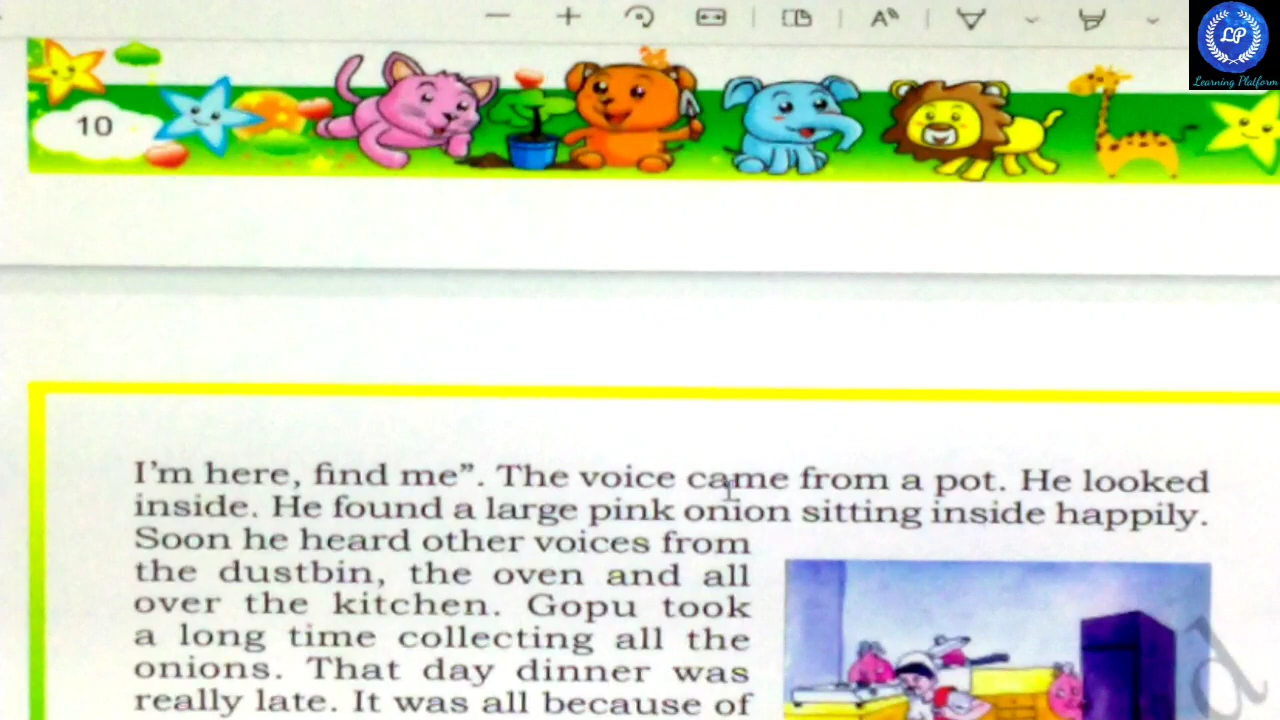 LP
Learning Platform
10
I'm here, find me”. The voice came from a pot. He looked
inside. He found a large pink onion sitting inside happily.
Soon he heard other voices from
the dustbin, the oven and all
over the kitchen. Gopu took
a long time collecting all the
onions. That day dinner was
really late. It was all because of
d